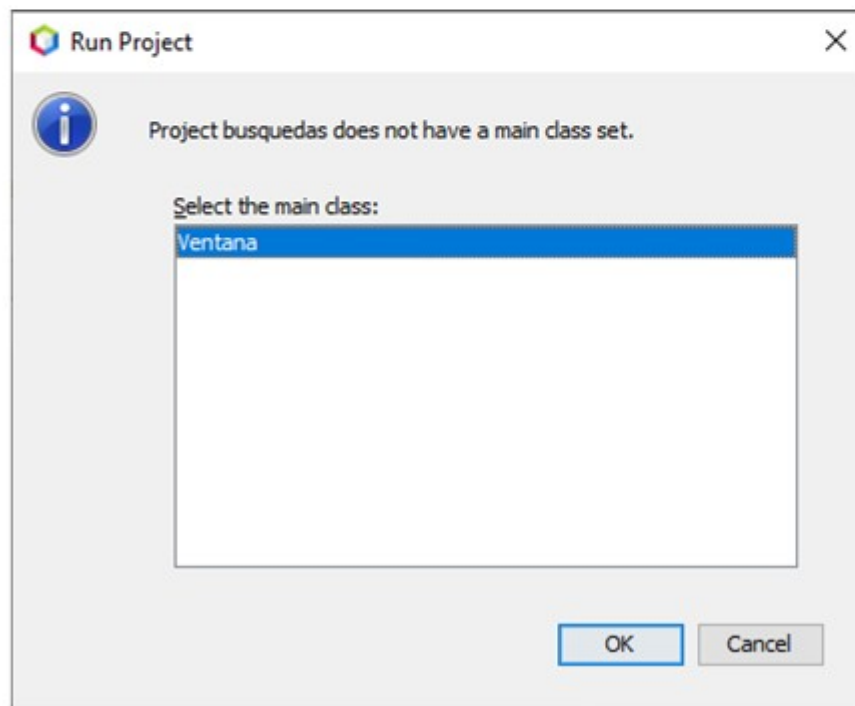 Run Project
Project busquedas does not have a main class set.
Select the main class:
Ventana
OK
Cancel